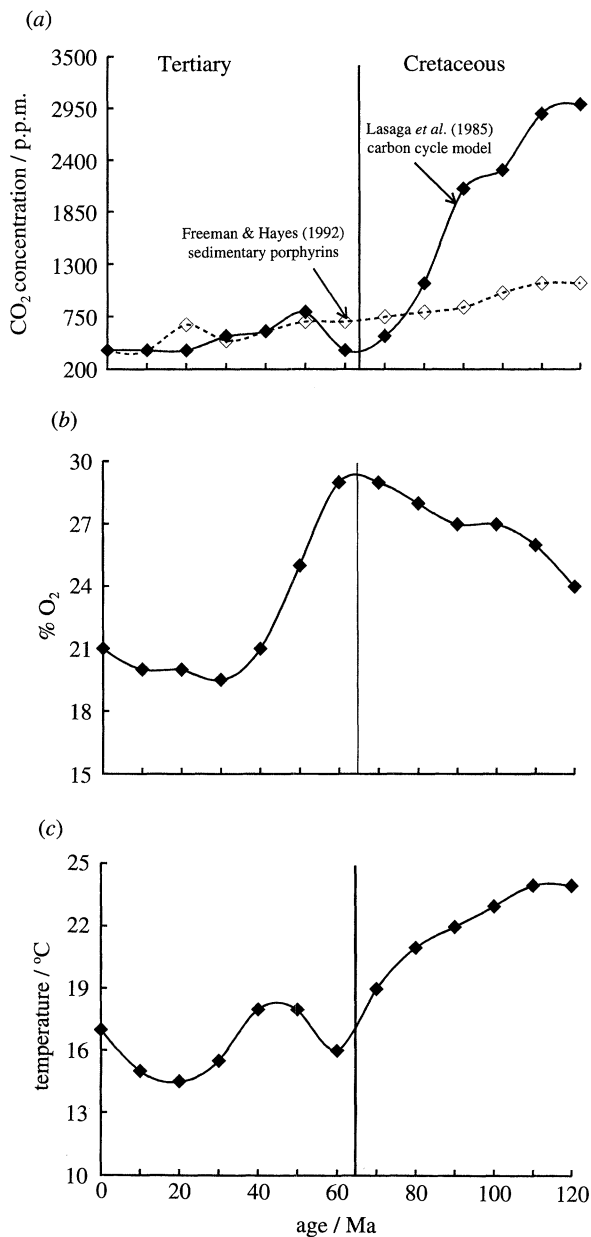 (a)
3500
2950
2400
1850
1300
750
200
CO2 concentration / p.p.m.
Tertiary
Cretaceous
Lasaga et al. (1985)
carbon cycle model
Freeman & Hayes (1992)
sedimentary porphyrins
(b)
30
27
24
21
18
15
% O2
(c)
25
22
19
16
13
10
temperature / ºC
0 20 40 60 80 100 120
age / Ma